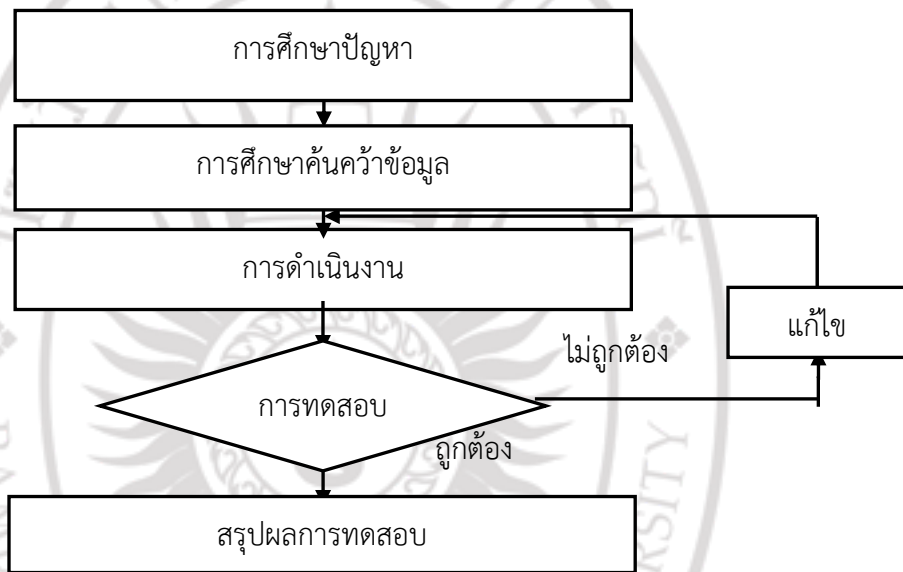 การศึกษาปัญหา
การศึกษาค้นคว้าข้อมูล
การดำเนินงาน
แก้ไข
ไม่ถูกต้อง
การทดสอบ
ถูกต้อง
สรุปผลการทดสอบ
RSITY